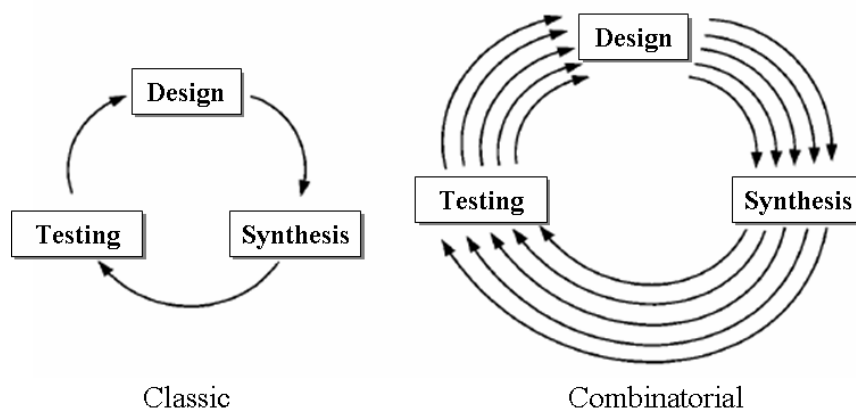 Design
Testing
Synthesis
Classic
Design
Testing
Synthesis
Combinatorial